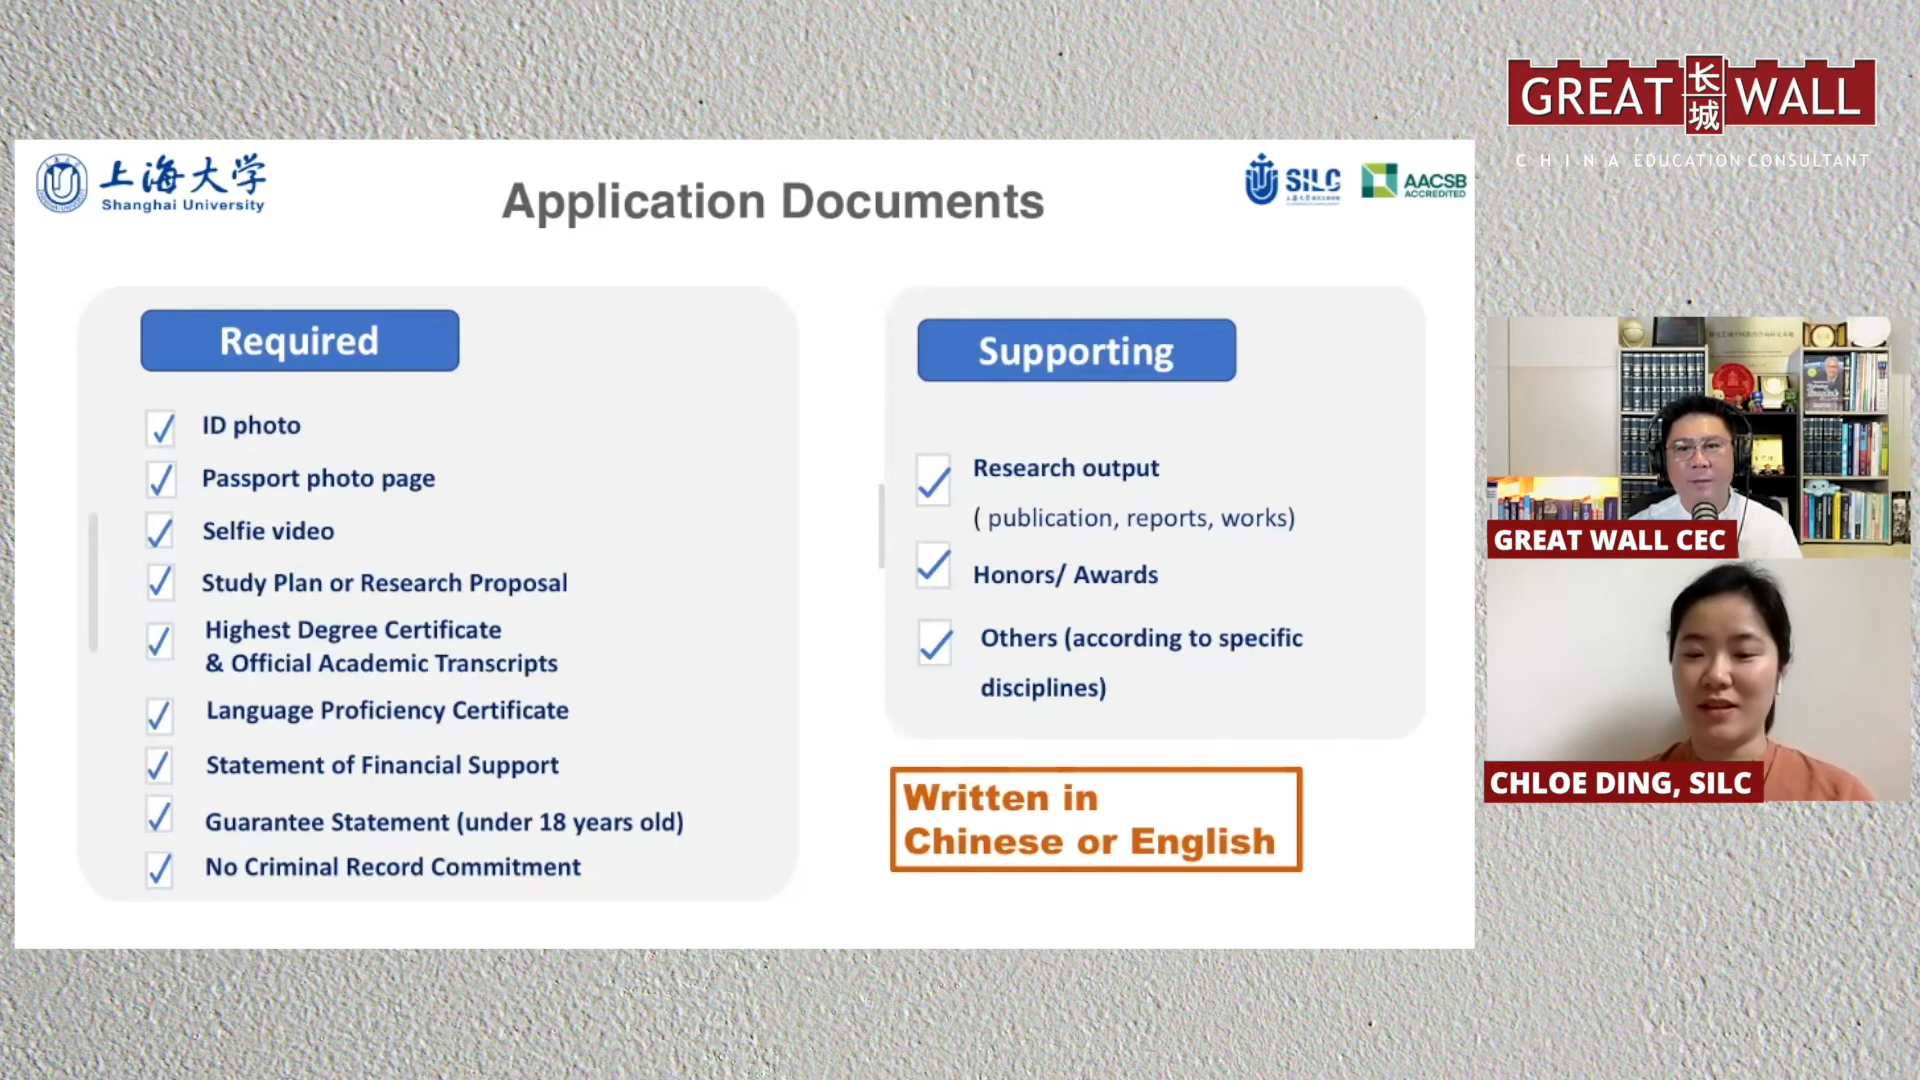 GREAT 长城 WALL
CHINA EDUCATION CONSULTANT
上海大学
Shanghai University
Application Documents
SILC
AACSB
ACCREDITED
Required
ID photo
Passport photo page
Selfie video
Study Plan or Research Proposal
Highest Degree Certificate
& Official Academic Transcripts
Language Proficiency Certificate
Statement of Financial Support
Guarantee Statement (under 18 years old)
No Criminal Record Commitment
Supporting
Research output
( publication, reports, works)
Honors/ Awards
Others (according to specific
disciplines)
Written in
Chinese or English
GREAT WALL CEC
CHLOE DING, SILC